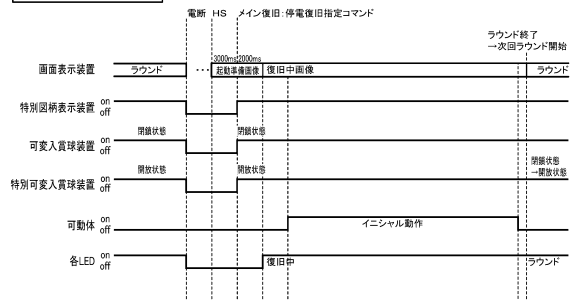 電断 HS メイン復旧:停電復旧指定コマンド
ラウンド終了
→次回ラウンド開始
3000ms 2000ms
画面表示装置 ラウンド ・・・ 起動準備画像 復旧中画像 ラウンド
特別図柄表示装置 on
off
閉鎖状態 閉鎖状態
可変入賞球装置 on
off
閉鎖状態
→開放状態
開放状態 開放状態
特別可変入賞球装置 on
off
可動体 on
off
イニシャル動作
各LED on
off
復旧中 ラウンド